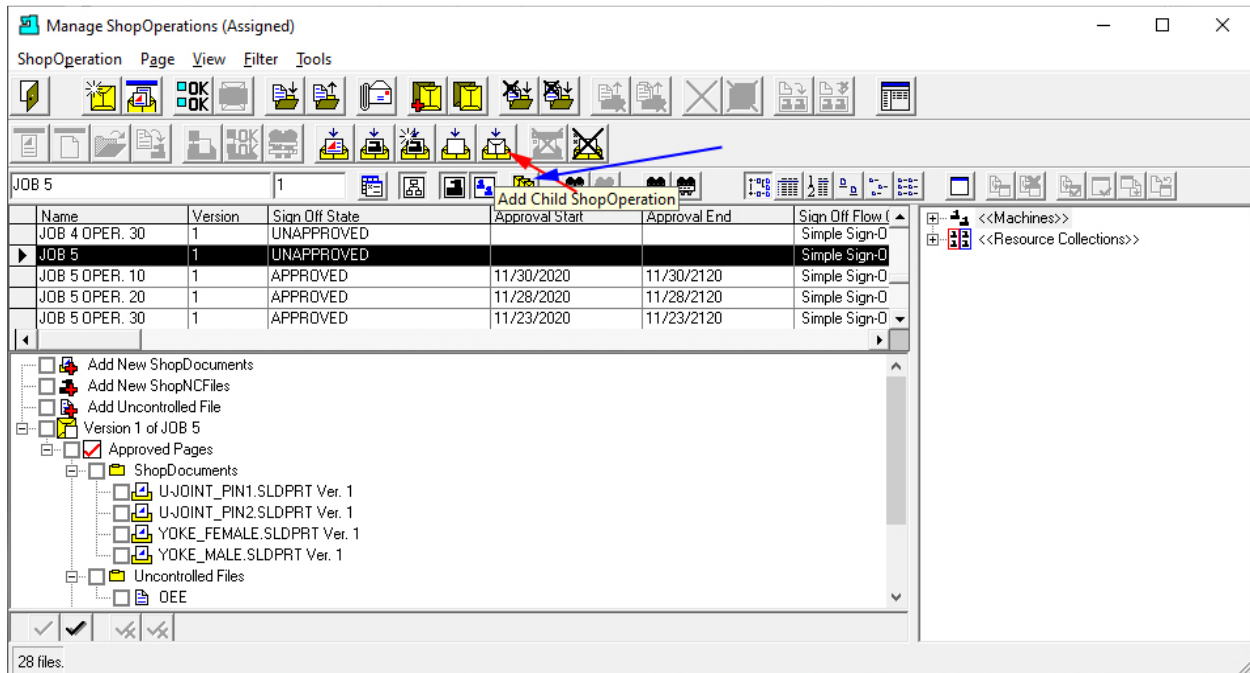 Manage ShopOperations (Assigned)
ShopOperation Page View Filter Tools
OK
OK
OK
JOB 5 1
Add Child ShopOperation
Name Version Sign Off State Approval Start Approval End Sign Off Flow (
JOB 4 OPER. 30 1 UNAPPROVED Simple Sign-O
JOB 5 1 UNAPPROVED Simple Sign-O
JOB 5 OPER. 10 1 APPROVED 11/30/2020 11/30/2120 Simple Sign-O
JOB 5 OPER. 20 1 APPROVED 11/28/2020 11/28/2120 Simple Sign-O
JOB 5 OPER. 30 1 APPROVED 11/23/2020 11/23/2120 Simple Sign-O
<<Machines>>
<<Resource Collections>>
Add New ShopDocuments
Add New ShopNCFiles
Add Uncontrolled File
Version 1 of JOB 5
Approved Pages
ShopDocuments
U-JOINT_PIN1.SLDPRT Ver. 1
U-JOINT_PIN2.SLDPRT Ver. 1
YOKE_FEMALE.SLDPRT Ver. 1
YOKE_MALE.SLDPRT Ver. 1
Uncontrolled Files
OEE
28 files.